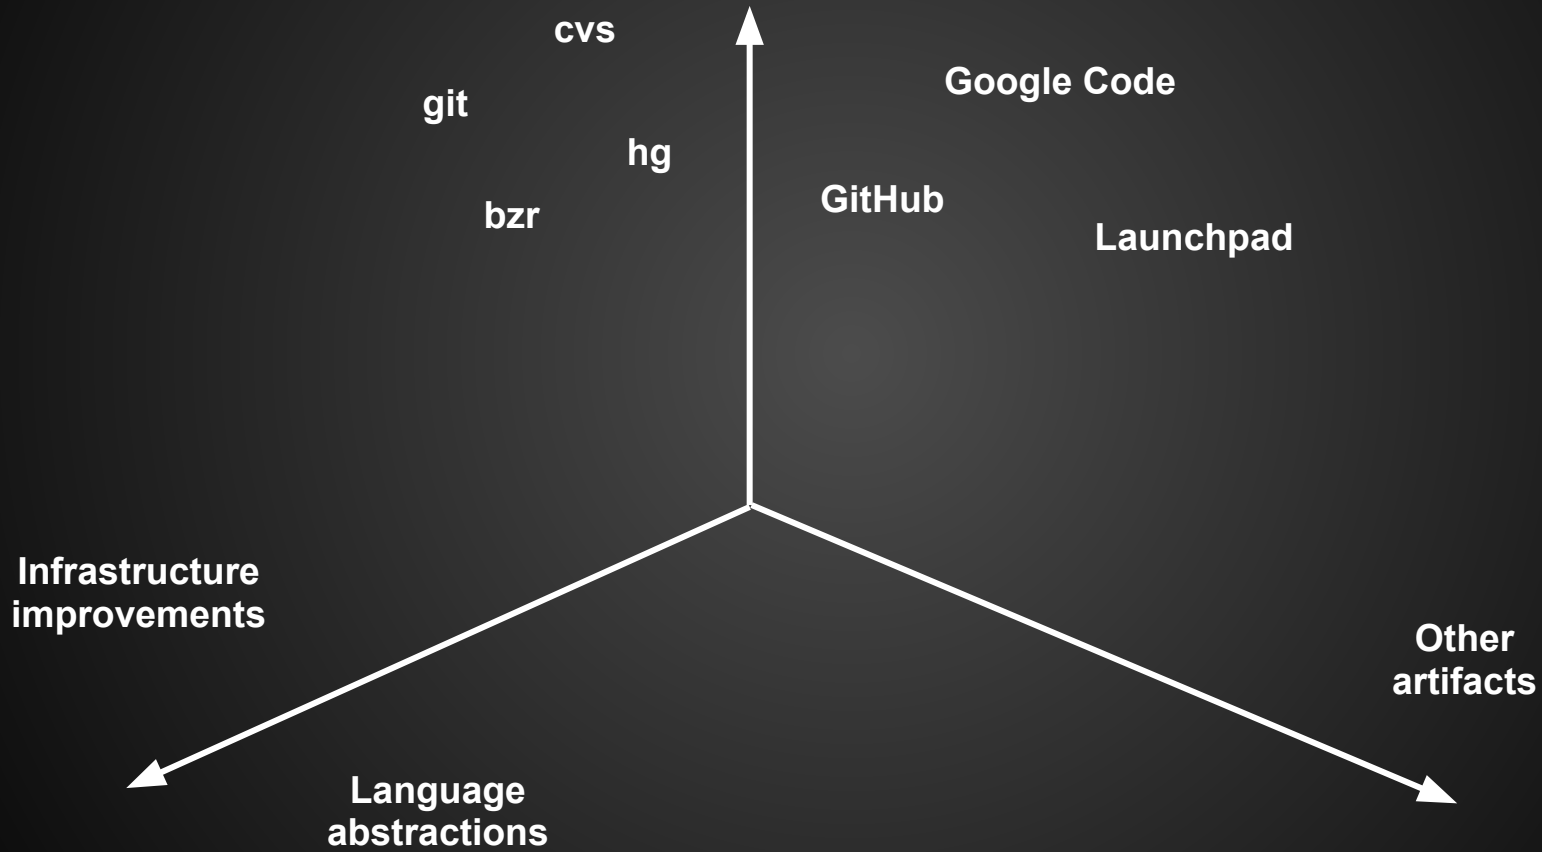 cvs
Google Code
git
hg
GitHub
bzr
Launchpad
Infrastructure
improvements
Other
artifacts
Language
abstractions